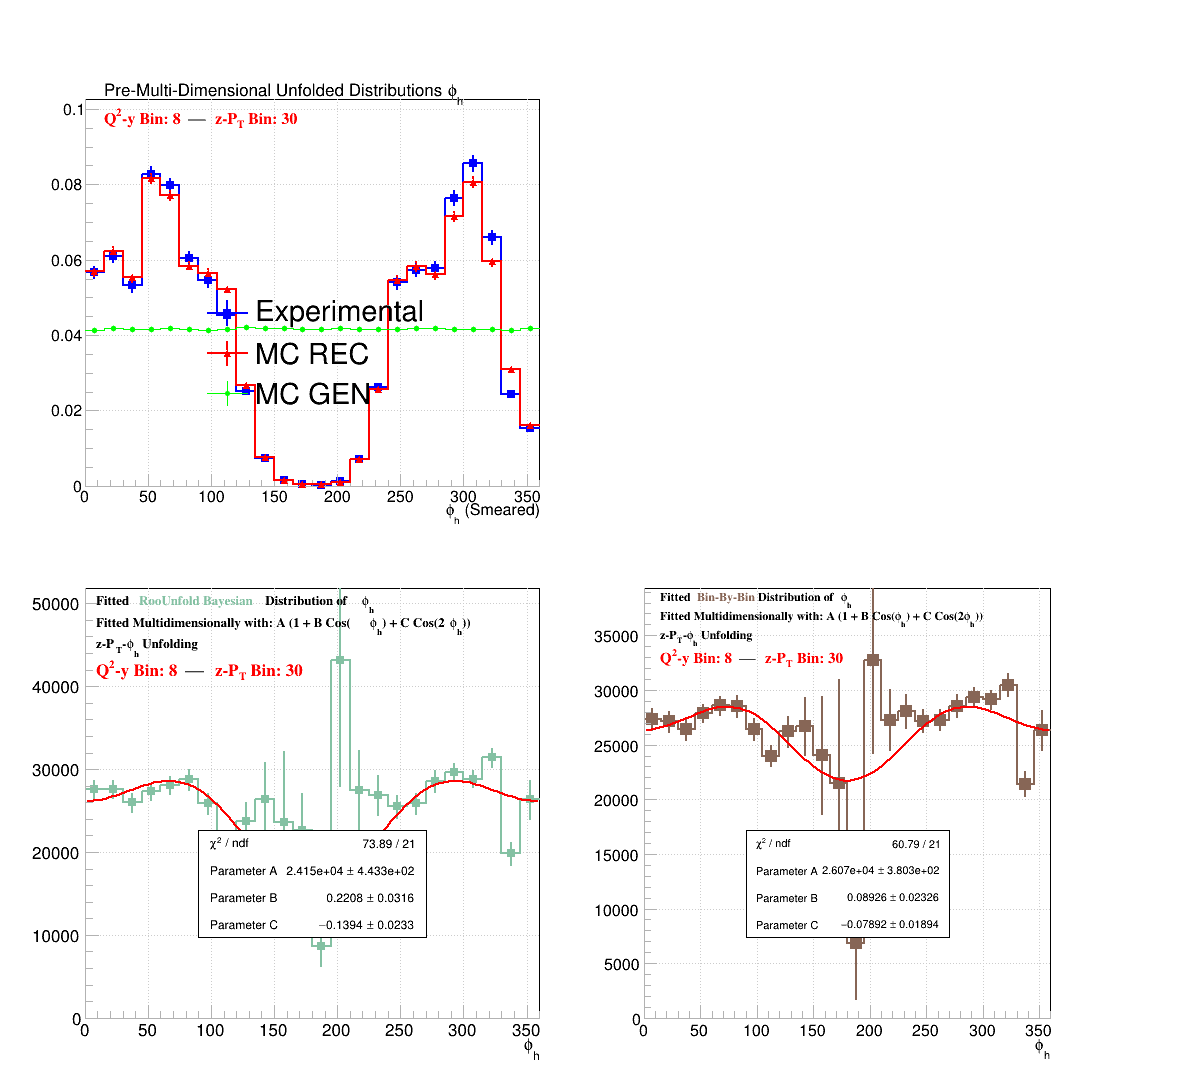 Pre-Multi-Dimensional Unfolded Distributions ϕh
Q2-y Bin: 8 — z-PT Bin: 30
0.1
0.08
0.06
0.04
0.02
0
Experimental
MC REC
MC GEN
0 50 100 150 200 250 300 350
ϕh (Smeared)
Fitted RooUnfold Bayesian Distribution of ϕh
Fitted Multidimensionally with: A (1 + B Cos( ϕh) + C Cos(2 ϕh))
z-PT-ϕh Unfolding
Q2-y Bin: 8 — z-PT Bin: 30
50000
40000
30000
20000
10000
0
χ2 / ndf 73.89 / 21
Parameter A 2.415e+04 ± 4.433e+02
Parameter B 0.2208 ± 0.0316
Parameter C −0.1394 ± 0.0233
0 50 100 150 200 250 300 350
ϕh
Fitted Bin-By-Bin Distribution of ϕh
Fitted Multidimensionally with: A (1 + B Cos(ϕh) + C Cos(2ϕh))
z-PT-ϕh Unfolding
Q2-y Bin: 8 — z-PT Bin: 30
35000
30000
25000
20000
15000
10000
5000
0
χ2 / ndf 60.79 / 21
Parameter A 2.607e+04 ± 3.803e+02
Parameter B 0.08926 ± 0.02326
Parameter C −0.07892 ± 0.01894
0 50 100 150 200 250 300 350
ϕh